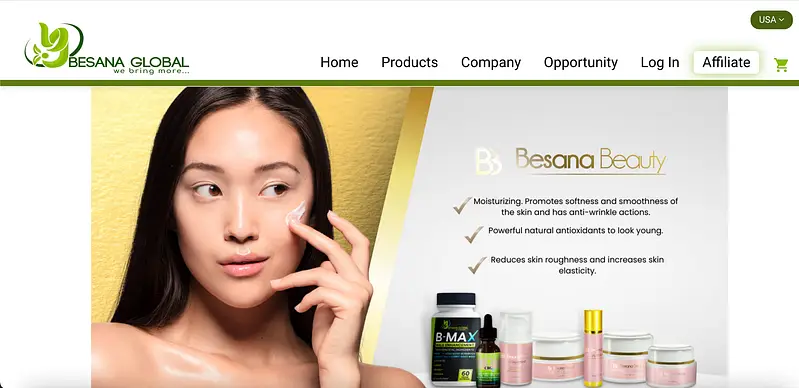 USA
BESANA GLOBAL
we bring more...
Home Products Company Opportunity Log In Affiliate
Bs Besana Beauty
Moisturizing. Promotes softness and smoothness of
the skin and has anti-wrinkle actions.
Powerful natural antioxidants to look young.
Reduces skin roughness and increases skin
elasticity.
B-MAX
60